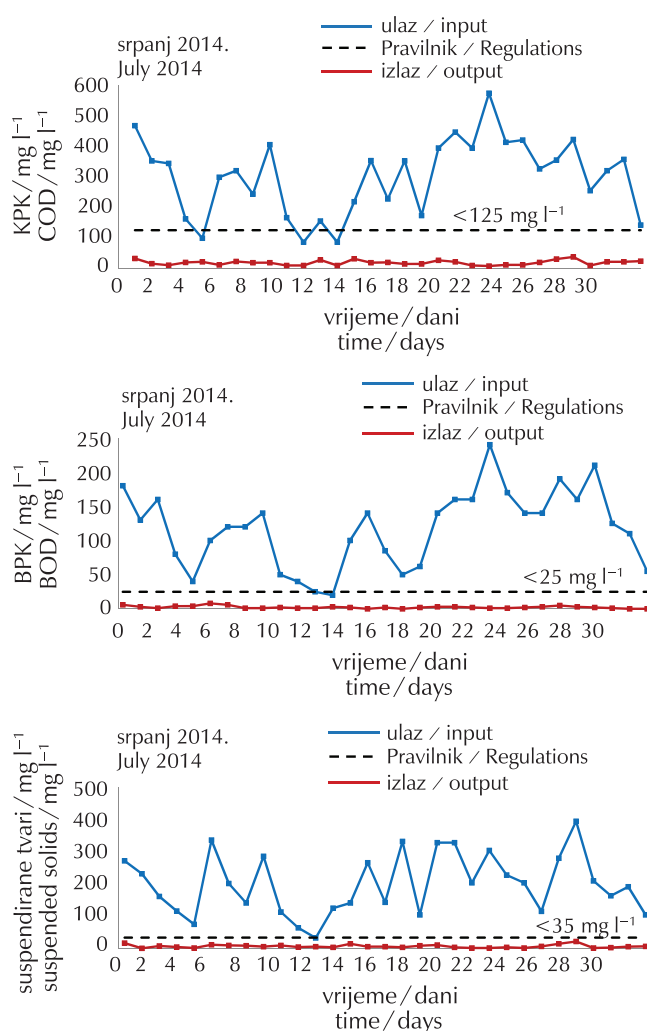 srpanj 2014.
July 2014
ulaz / input
Pravilnik / Regulations
izlaz / output
KPK / mg l⁻¹
COD / mg l⁻¹
600
500
400
300
200
100
0
<125 mg l⁻¹
0 2 4 6 8 10 12 14 16 18 20 22 24 26 28 30
vrijeme / dani
time / days
srpanj 2014.
July 2014
ulaz / input
Pravilnik / Regulations
izlaz / output
BPK / mg l⁻¹
BOD / mg l⁻¹
250
200
150
100
50
0
<25 mg l⁻¹
0 2 4 6 8 10 12 14 16 18 20 22 24 26 28 30
vrijeme / dani
time / days
srpanj 2014.
July 2014
ulaz / input
Pravilnik / Regulations
izlaz / output
suspendirane tvari / mg l⁻¹
suspended solids / mg l⁻¹
500
400
300
200
100
0
<35 mg l⁻¹
0 2 4 6 8 10 12 14 16 18 20 22 24 26 28 30
vrijeme / dani
time / days